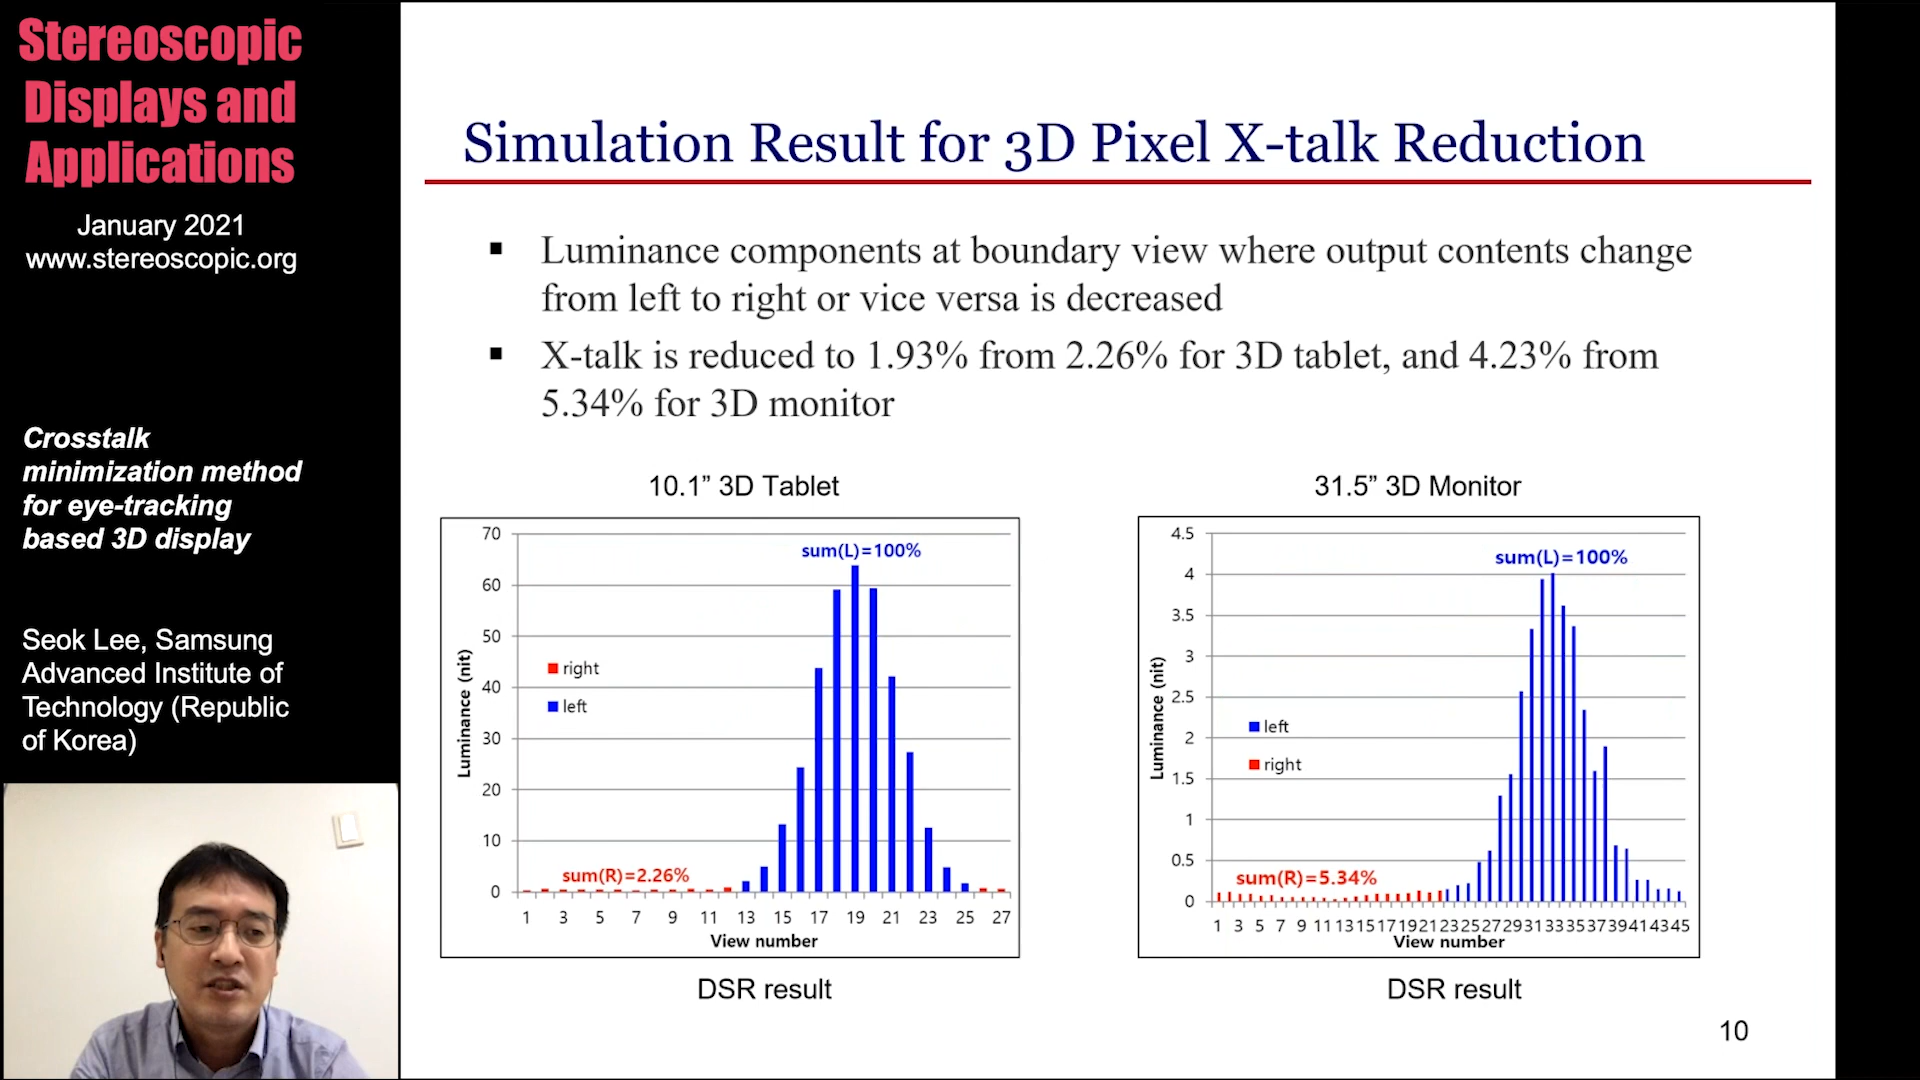 Stereoscopic
Displays and
Applications
January 2021
www.stereoscopic.org
Crosstalk
minimization method
for eye-tracking
based 3D display
Seok Lee, Samsung
Advanced Institute of
Technology (Republic
of Korea)
Simulation Result for 3D Pixel X-talk Reduction
▪ Luminance components at boundary view where output contents change
from left to right or vice versa is decreased
▪ X-talk is reduced to 1.93% from 2.26% for 3D tablet, and 4.23% from
5.34% for 3D monitor
10.1” 3D Tablet
70
60
50
40
30
20
10
0
Luminance (nit)
sum(L)=100%
right
left
sum(R)=2.26%
1 3 5 7 9 11 13 15 17 19 21 23 25 27
View number
DSR result
31.5” 3D Monitor
4.5
4
3.5
3
2.5
2
1.5
1
0.5
0
Luminance (nit)
sum(L)=100%
left
right
sum(R)=5.34%
1 3 5 7 9 11 13 15 17 19 21 23 25 27 29 31 33 35 37 39 41 43 45
View number
DSR result
10